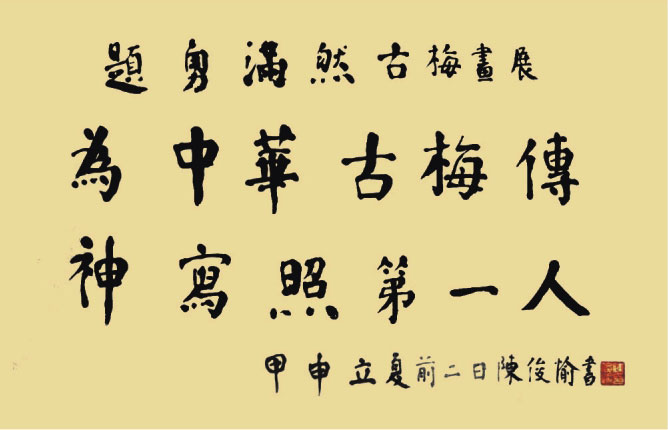 題勇滿然古梅畫展
為中華古梅傳
神寫照第一人
甲申立夏前二日陳俊愉書